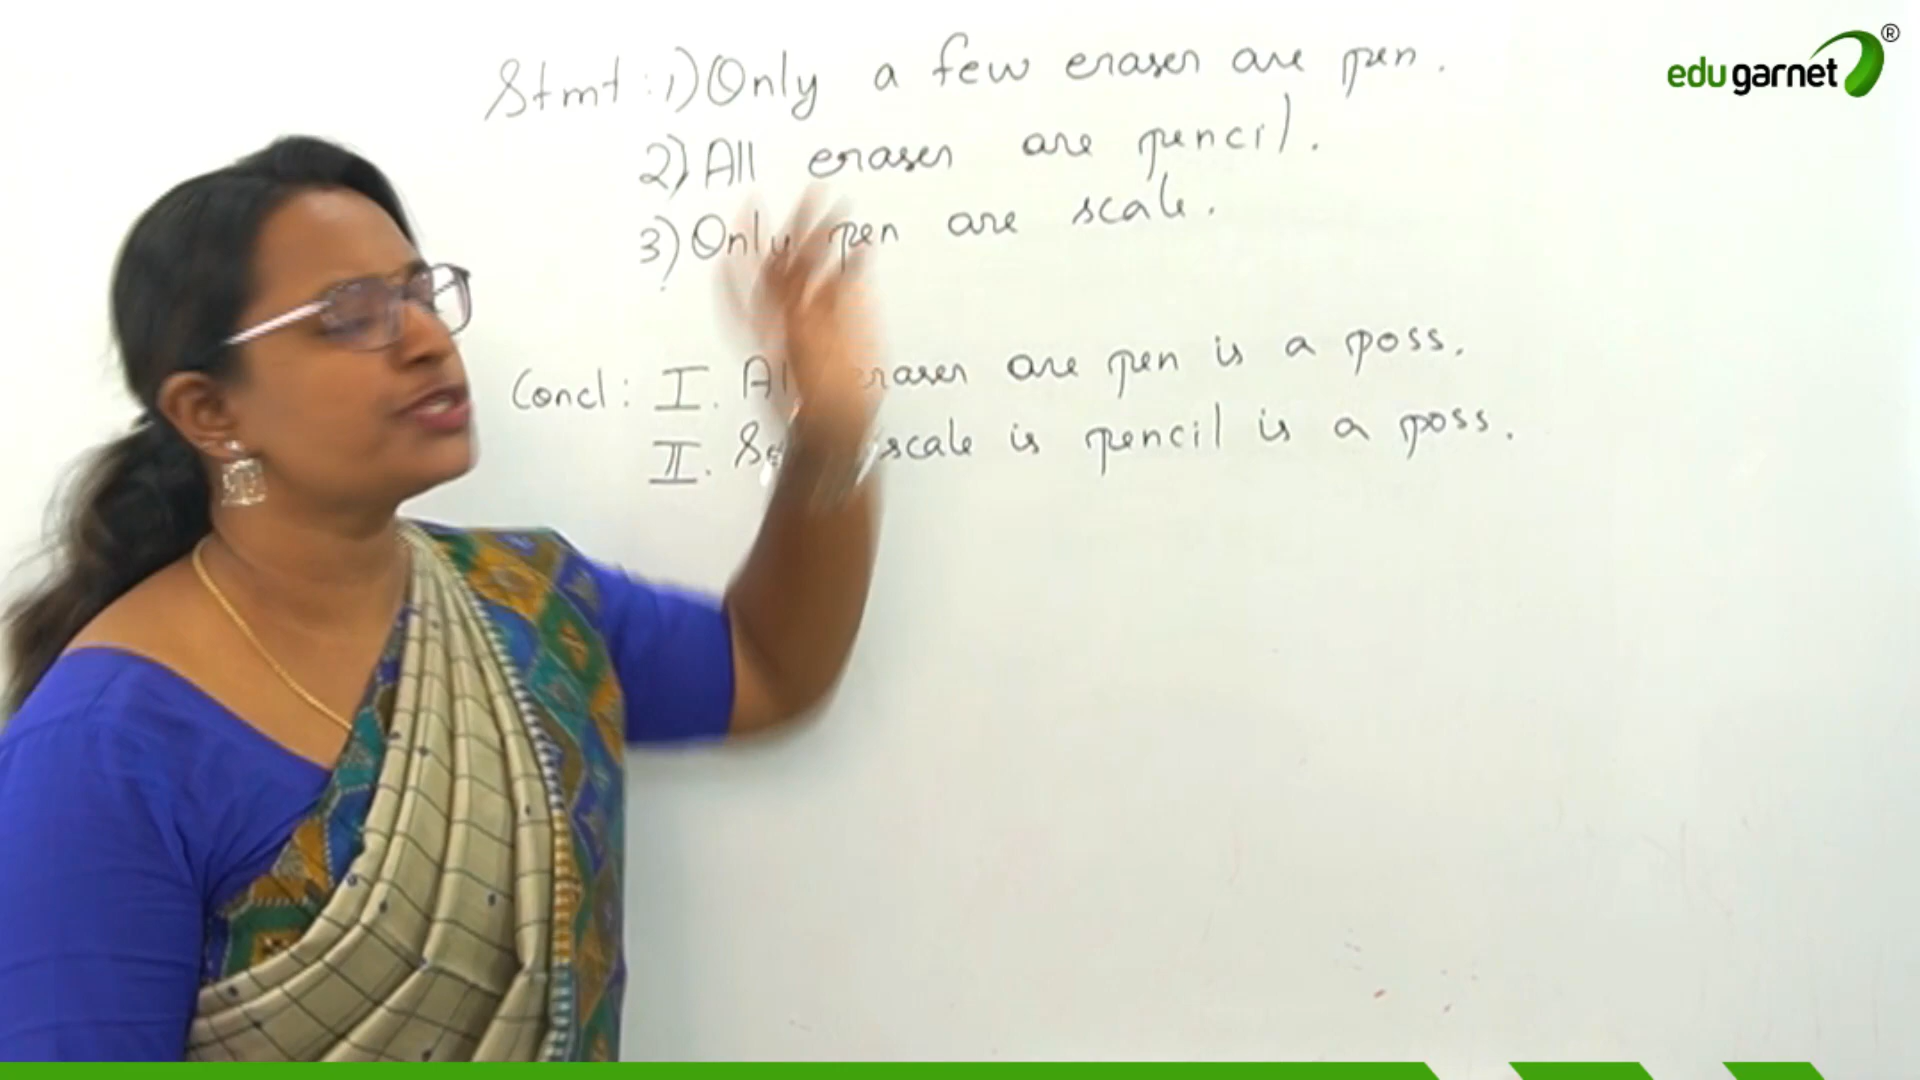 Stmt: 1) Only a few eraser are pen.
2) All eraser are pencil.
3) Only pen are scale.
Concl: I. All eraser are pen is a poss.
II. scale is pencil is a poss.
edugarnet ®